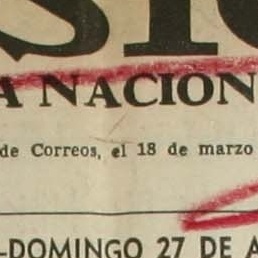 SIC
A NACION
de Correos, el 18 de marzo
-DOMINGO 27 DE A